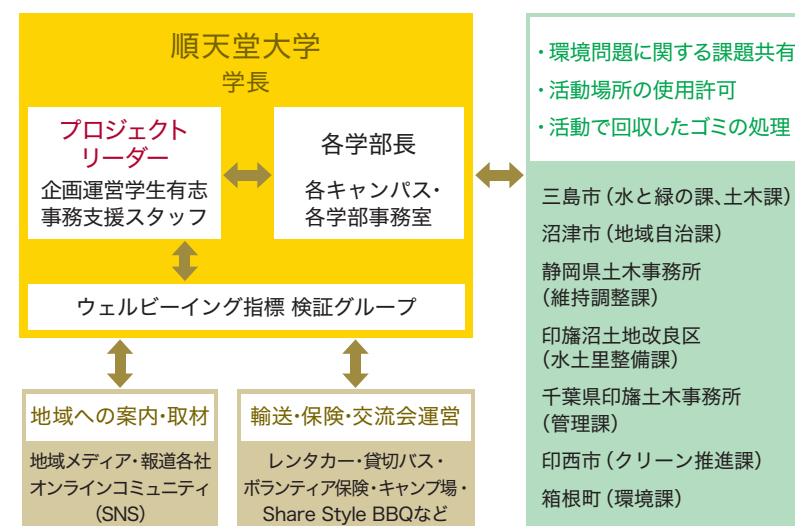 順天堂大学
学長
プロジェクト
リーダー
企画運営学生有志
事務支援スタッフ
各学部長
各キャンパス・
各学部事務室
ウェルビーイング指標 検証グループ
地域への案内・取材
地域メディア・報道各社
オンラインコミュニティ
(SNS)
輸送・保険・交流会運営
レンタカー・貸切バス・
ボランティア保険・キャンプ場・
Share Style BBQなど
・環境問題に関する課題共有
・活動場所の使用許可
・活動で回収したゴミの処理
三島市(水と緑の課、土木課)
沼津市(地域自治課)
静岡県土木事務所
(維持調整課)
印旛沼土地改良区
(水土里整備課)
千葉県印旛土木事務所
(管理課)
印西市(クリーン推進課)
箱根町(環境課)